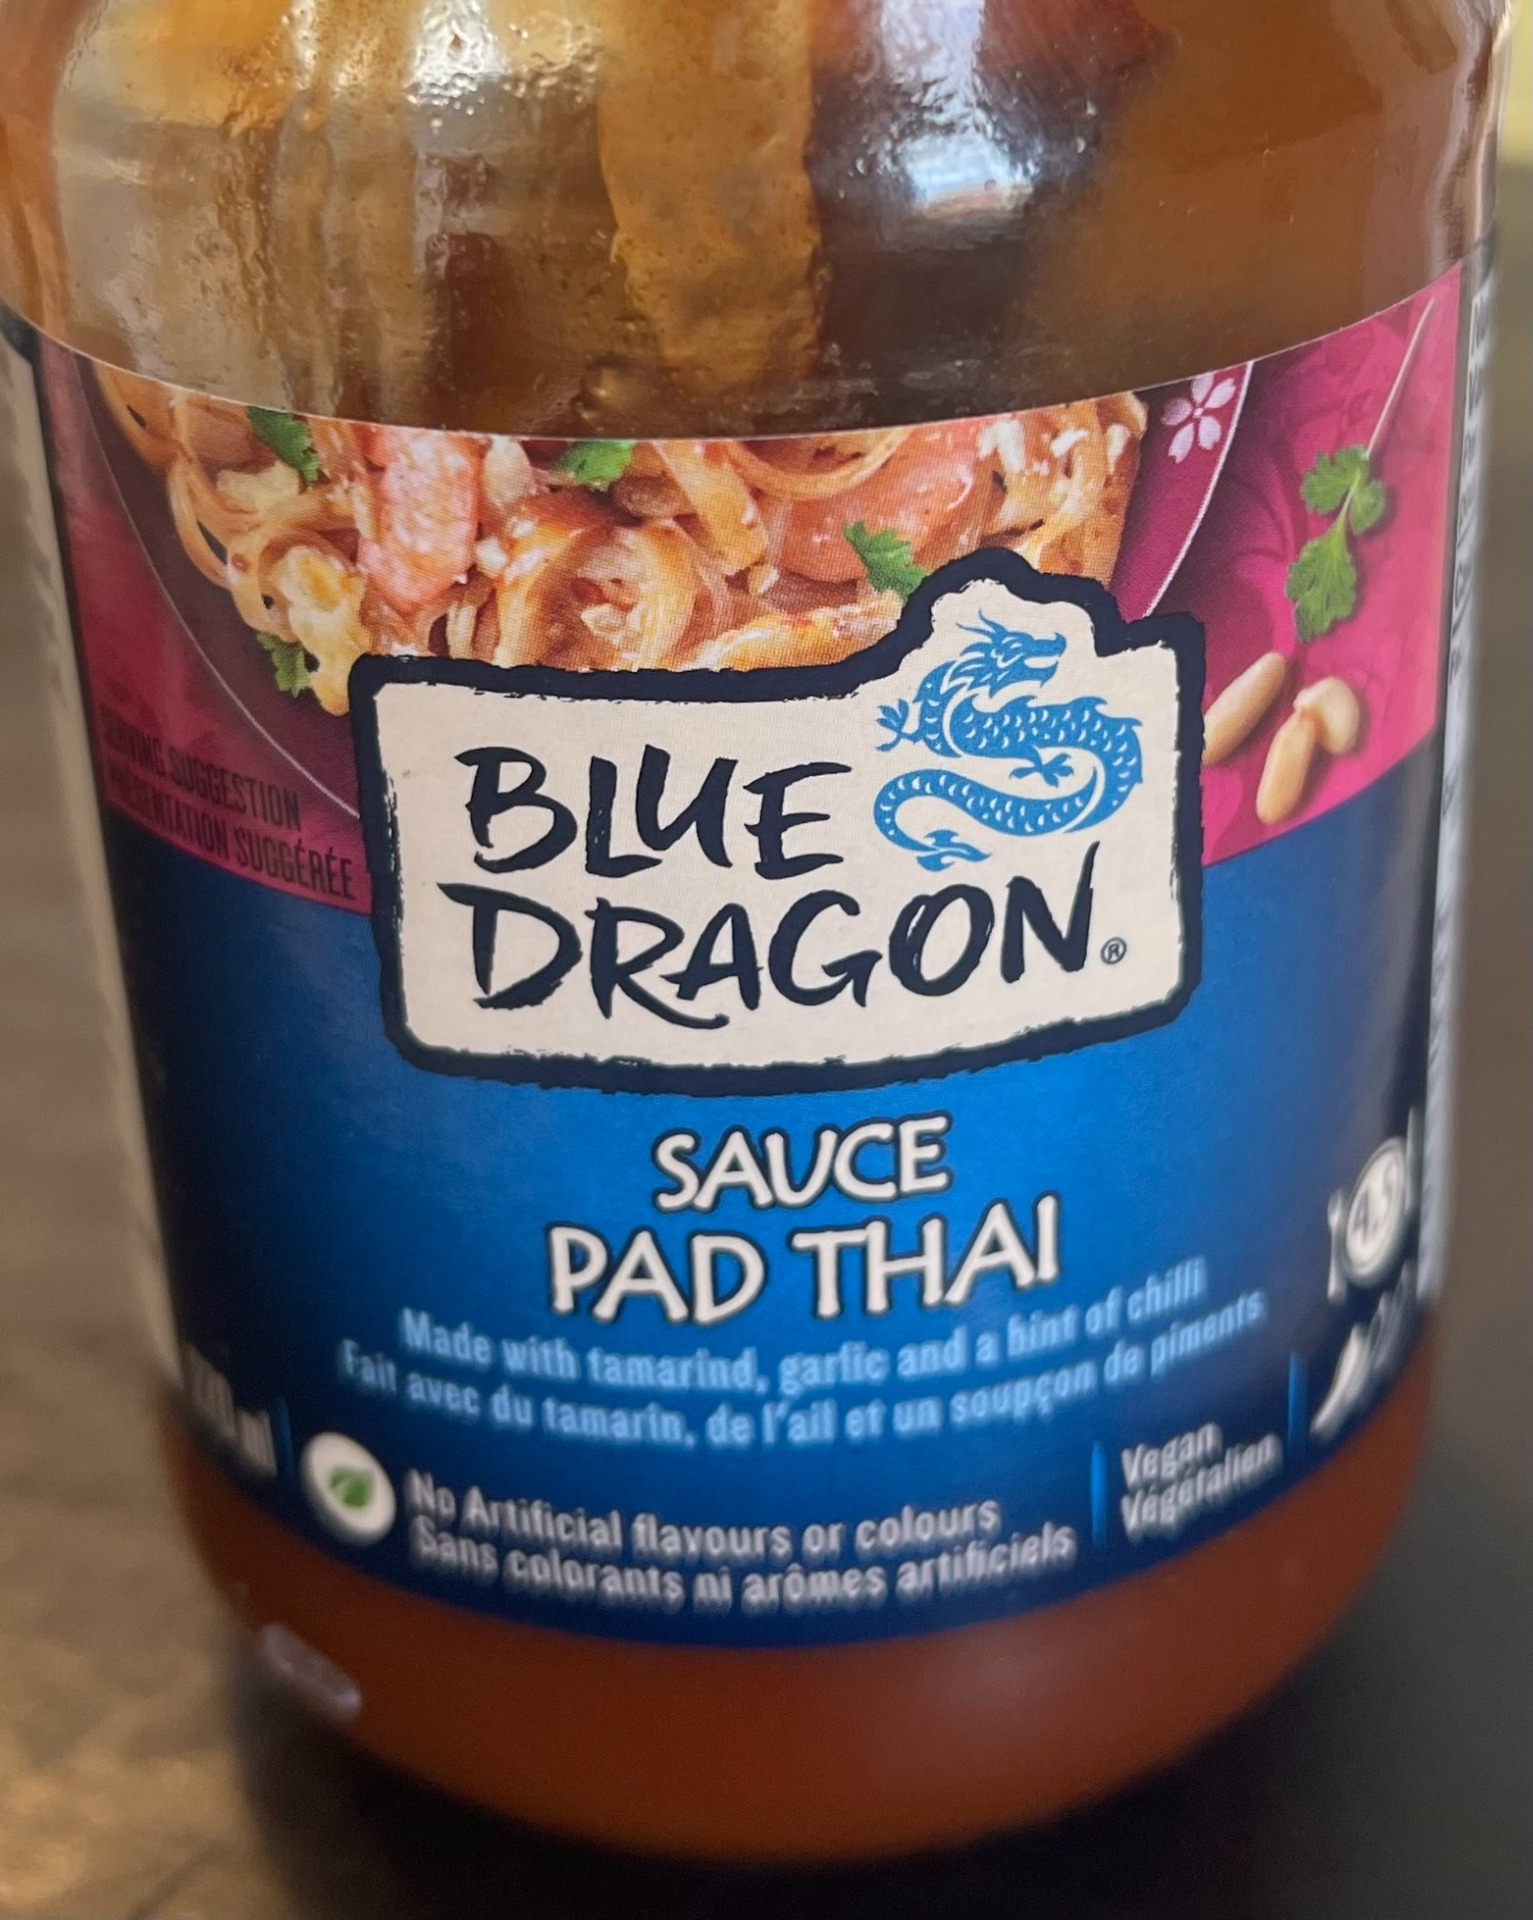 SERVING SUGGESTION
PRÉSENTATION SUGGÉRÉE
BLUE
DRAGON®
SAUCE
PAD THAI
Made with tamarind, garlic and a hint of chilli
Fait avec du tamarin, de l'ail et un soupçon de piments
ml
No Artificial flavours or colours
Sans colorants ni arômes artificiels
Vegan
Végétalien